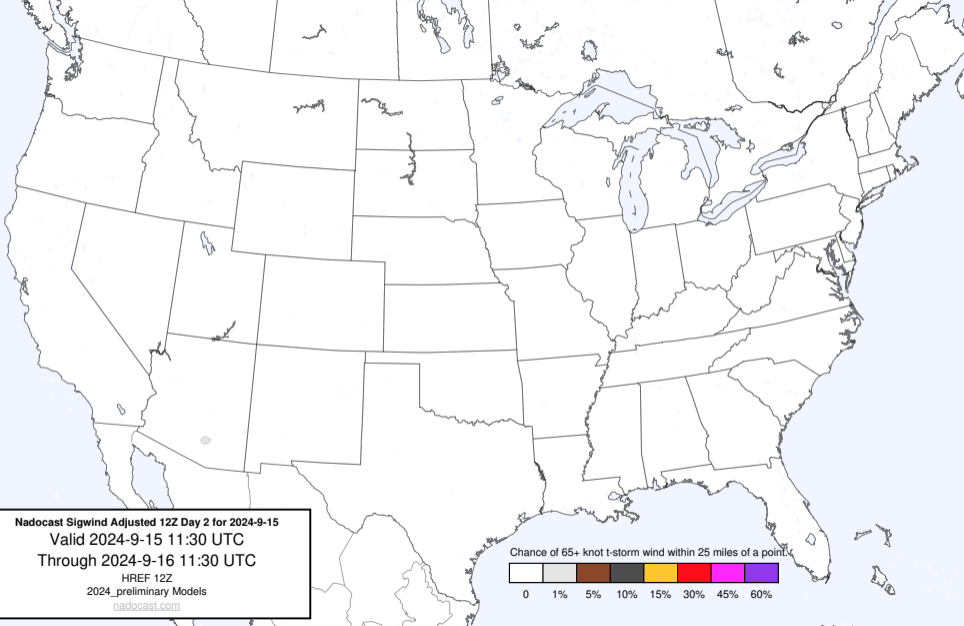 Nadocast Sigwind Adjusted 12Z Day 2 for 2024-9-15
Valid 2024-9-15 11:30 UTC
Through 2024-9-16 11:30 UTC
HREF 12Z
2024_preliminary Models
nadocast.com
Chance of 65+ knot t-storm wind within 25 miles of a point.
0 1% 5% 10% 15% 30% 45% 60%